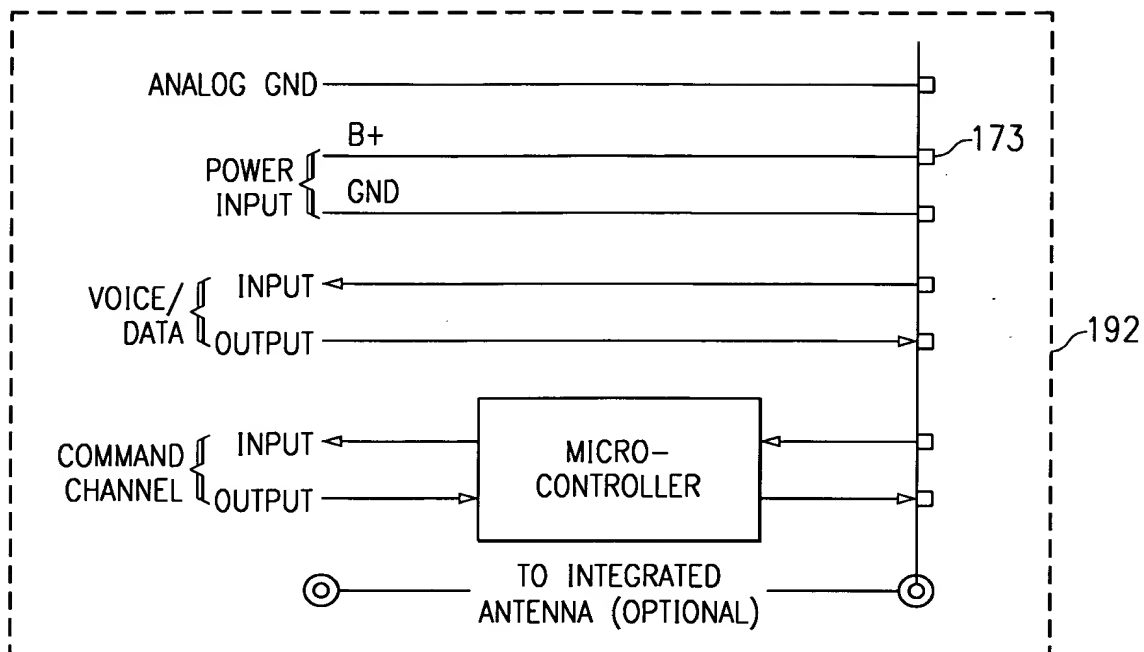 ANALOG GND
B+
173
POWER
INPUT
GND
VOICE/
DATA
INPUT
OUTPUT
192
COMMAND
CHANNEL
INPUT
OUTPUT
MICRO-
CONTROLLER
TO INTEGRATED
ANTENNA (OPTIONAL)